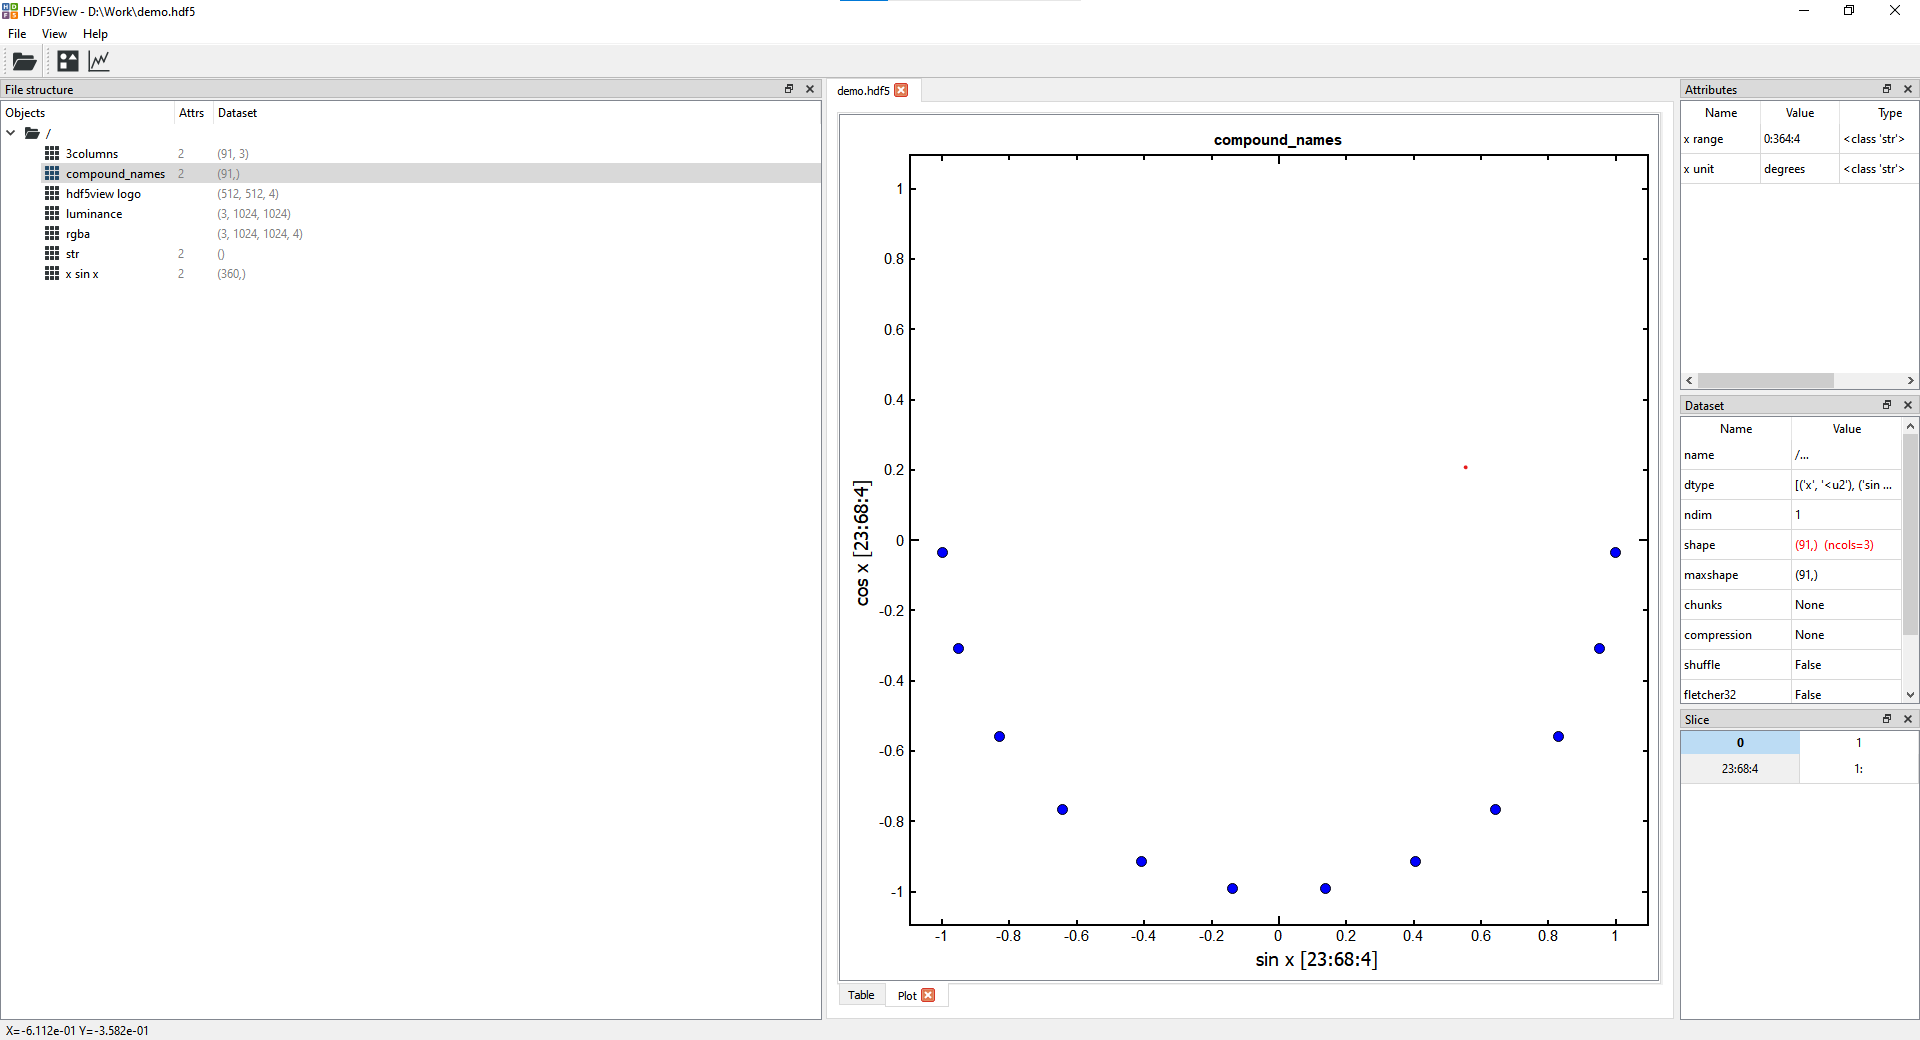 HDF5View - D:\Work\demo.hdf5
File View Help
File structure
Objects Attrs Dataset
/
3columns 2 (91, 3)
compound_names 2 (91,)
hdf5view logo (512, 512, 4)
luminance (3, 1024, 1024)
rgba (3, 1024, 1024, 4)
str 2 ()
x sin x 2 (360,)
demo.hdf5
compound_names
1
0.8
0.6
0.4
0.2
0
-0.2
-0.4
-0.6
-0.8
-1
cos x [23:68:4]
-1 -0.8 -0.6 -0.4 -0.2 0 0.2 0.4 0.6 0.8 1
sin x [23:68:4]
Table Plot
Attributes
Name Value Type
x range 0:364:4 <class 'str'>
x unit degrees <class 'str'>
Dataset
Name Value
name /...
dtype [('x', '<u2'), ('sin ...
ndim 1
shape (91,) (ncols=3)
maxshape (91,)
chunks None
compression None
shuffle False
fletcher32 False
Slice
0 1
23:68:4 1:
X=-6.112e-01 Y=-3.582e-01